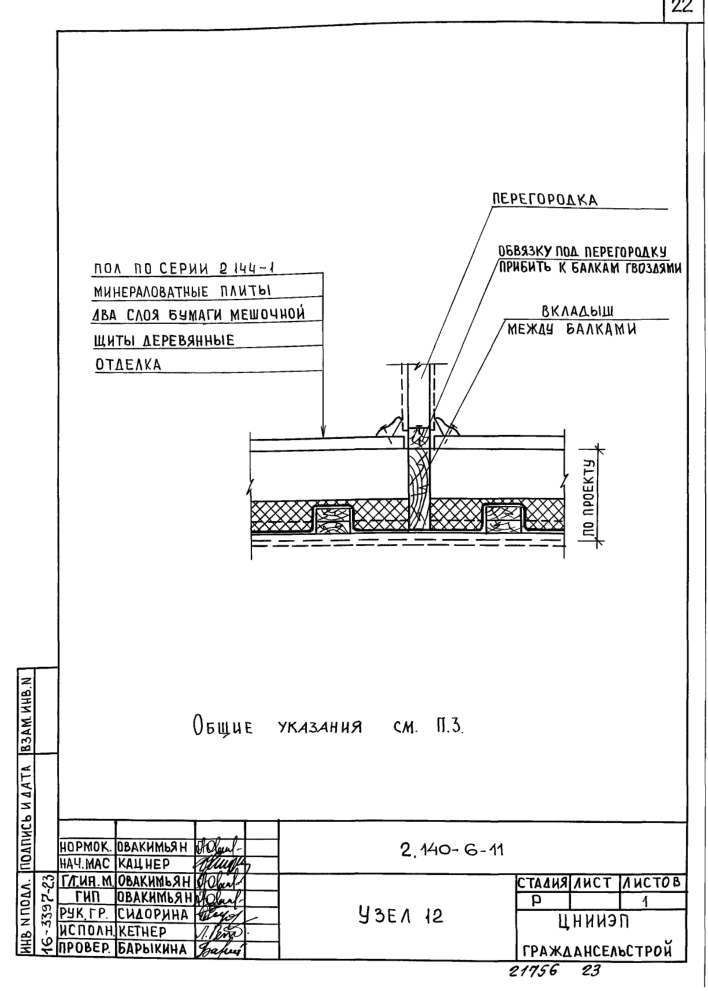 22
ПЕРЕГОРОДКА
ОБВЯЗКУ ПОД ПЕРЕГОРОДКУ
ПРИБИТЬ К БАЛКАМ ГВОЗДЯМИ
ВКЛАДЫШ
МЕЖДУ БАЛКАМИ
ПОЛ ПО СЕРИИ 2 144-1
МИНЕРАЛОВАТНЫЕ ПЛИТЫ
ДВА СЛОЯ БУМАГИ МЕШОЧНОЙ
ЩИТЫ ДЕРЕВЯННЫЕ
ОТДЕЛКА
ПО ПРОЕКТУ
ОБЩИЕ УКАЗАНИЯ СМ. П.3.
ВЗАМ. ИНВ.N
ПОДПИСЬ И ДАТА
ИНВ NПОДЛ.
16-3397-23
НОРМОК. ОВАКИМЬЯН
НАЧ.МАС КАЦНЕР
ГЛ.ИН.М. ОВАКИМЬЯН
ГИП ОВАКИМЬЯН
РУК.ГР. СИДОРИНА
ИСПОЛН. КЕТНЕР
ПРОВЕР. БАРЫКИНА
2.140-6-11
УЗЕЛ 12
СТАДИЯ ЛИСТ ЛИСТОВ
Р 1
ЦНИИЭП
ГРАЖДАНСЕЛЬСТРОЙ
21756 23